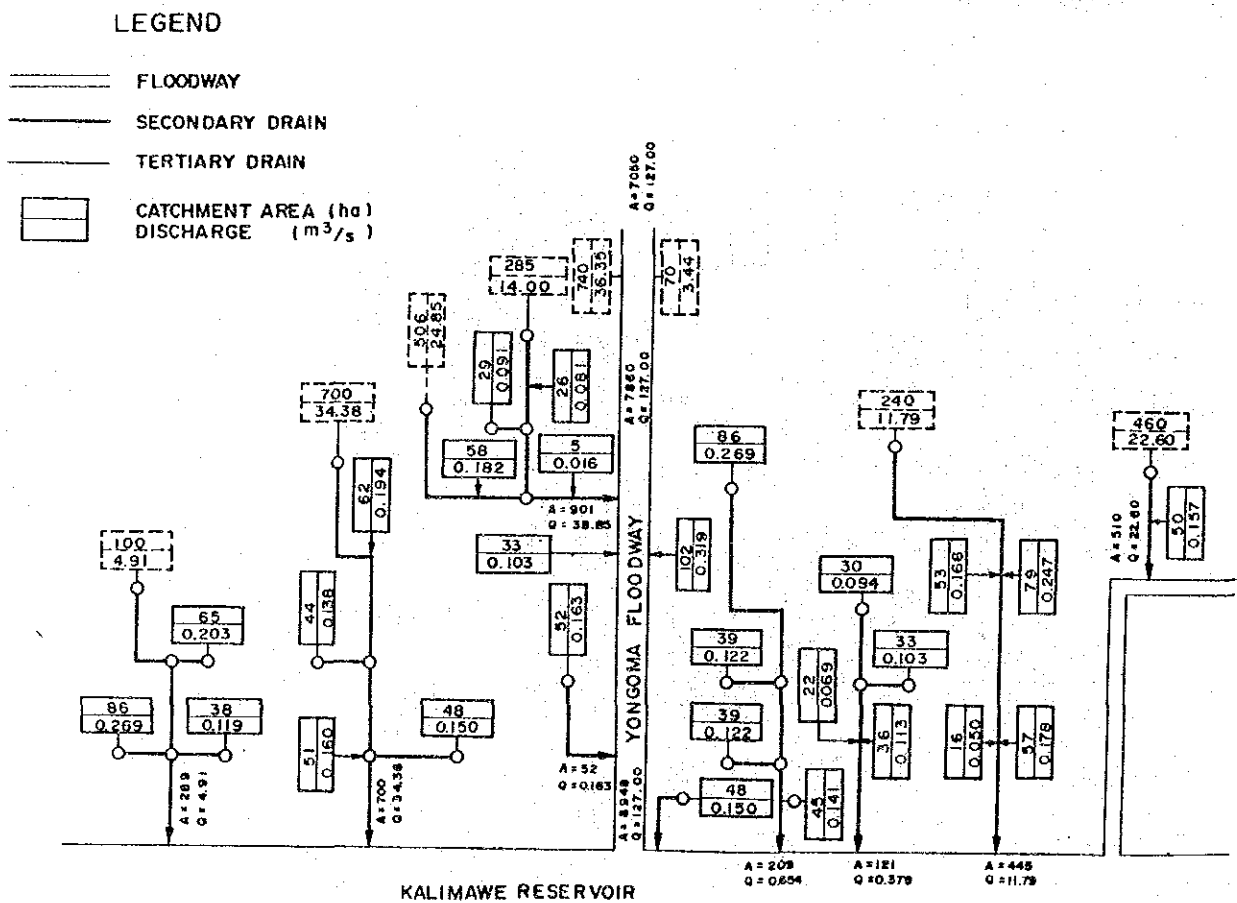 LEGEND
FLOODWAY
SECONDARY DRAIN
TERTIARY DRAIN
CATCHMENT AREA (ha)
DISCHARGE (m³/s)
A=7050
Q=127.00
285
14.00
740
36.35
70
3.44
506
24.85
29
0.091
26
0.081
A=7860
Q=127.00
700
34.38
240
11.79
460
22.60
86
0.269
58
0.182
5
0.016
62
0.194
A=901
Q=38.85
A=510
Q=22.60
50
0.157
100
4.91
33
0.103
YONGOMA FLOODWAY
102
0.319
53
0.168
79
0.247
30
0.094
44
0.138
52
0.163
65
0.203
39
0.122
22
0.069
33
0.103
86
0.269
38
0.119
51
0.160
48
0.150
39
0.122
36
0.113
16
0.050
57
0.178
A=289
Q=4.91
A=700
Q=34.38
A=52
Q=0.163
A=8948
Q=127.00
48
0.150
45
0.141
A=209
Q=0.654
A=121
Q=0.379
A=445
Q=11.79
KALIMAWE RESERVOIR